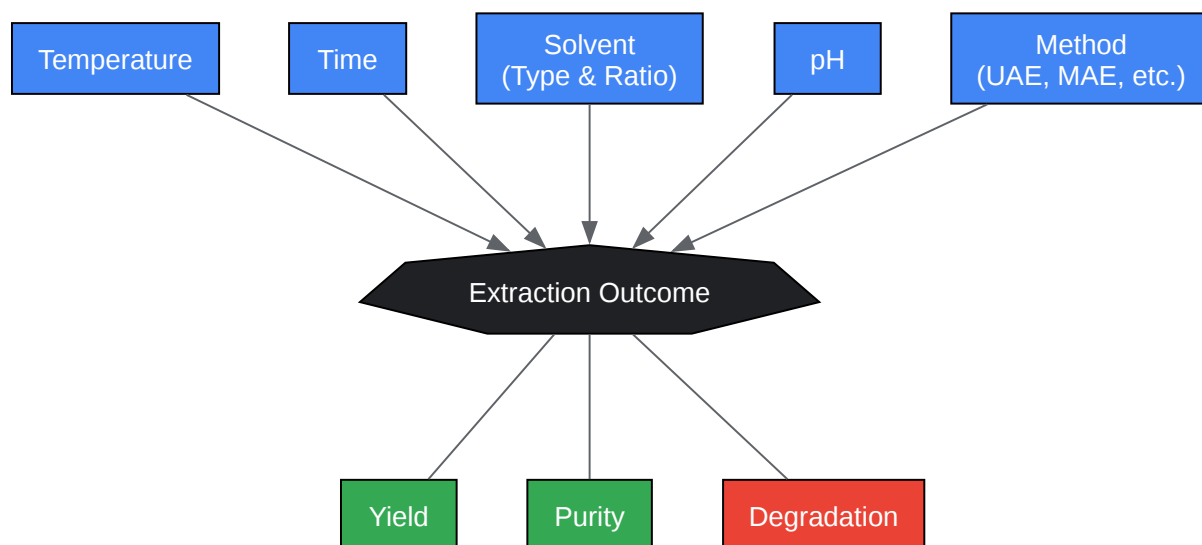 Temperature
Time
Solvent
(Type & Ratio)
pH
Method
(UAE, MAE, etc.)
Extraction Outcome
Yield
Purity
Degradation